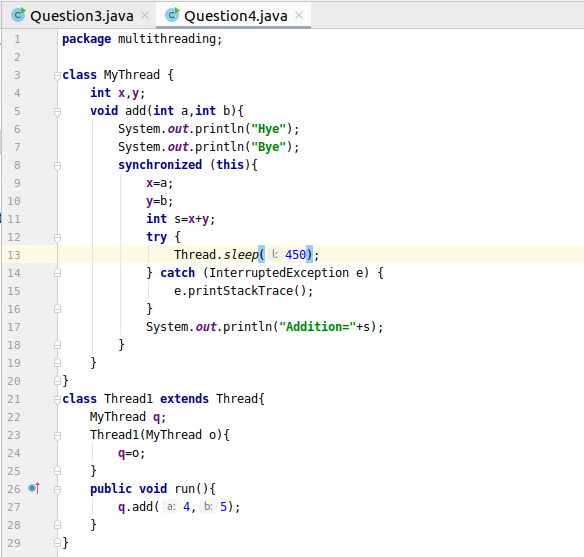 Question3.java × Question4.java ×
1 package multithreading;
2
3 class MyThread {
4 int x,y;
5 void add(int a,int b){
6 System.out.println("Hye");
7 System.out.println("Bye");
8 synchronized (this){
9 x=a;
10 y=b;
11 int s=x+y;
12 try {
13 Thread.sleep( l: 450);
14 } catch (InterruptedException e) {
15 e.printStackTrace();
16 }
17 System.out.println("Addition="+s);
18 }
19 }
20 }
21 class Thread1 extends Thread{
22 MyThread q;
23 Thread1(MyThread o){
24 q=o;
25 }
26 public void run(){
27 q.add( a: 4, b: 5);
28 }
29 }